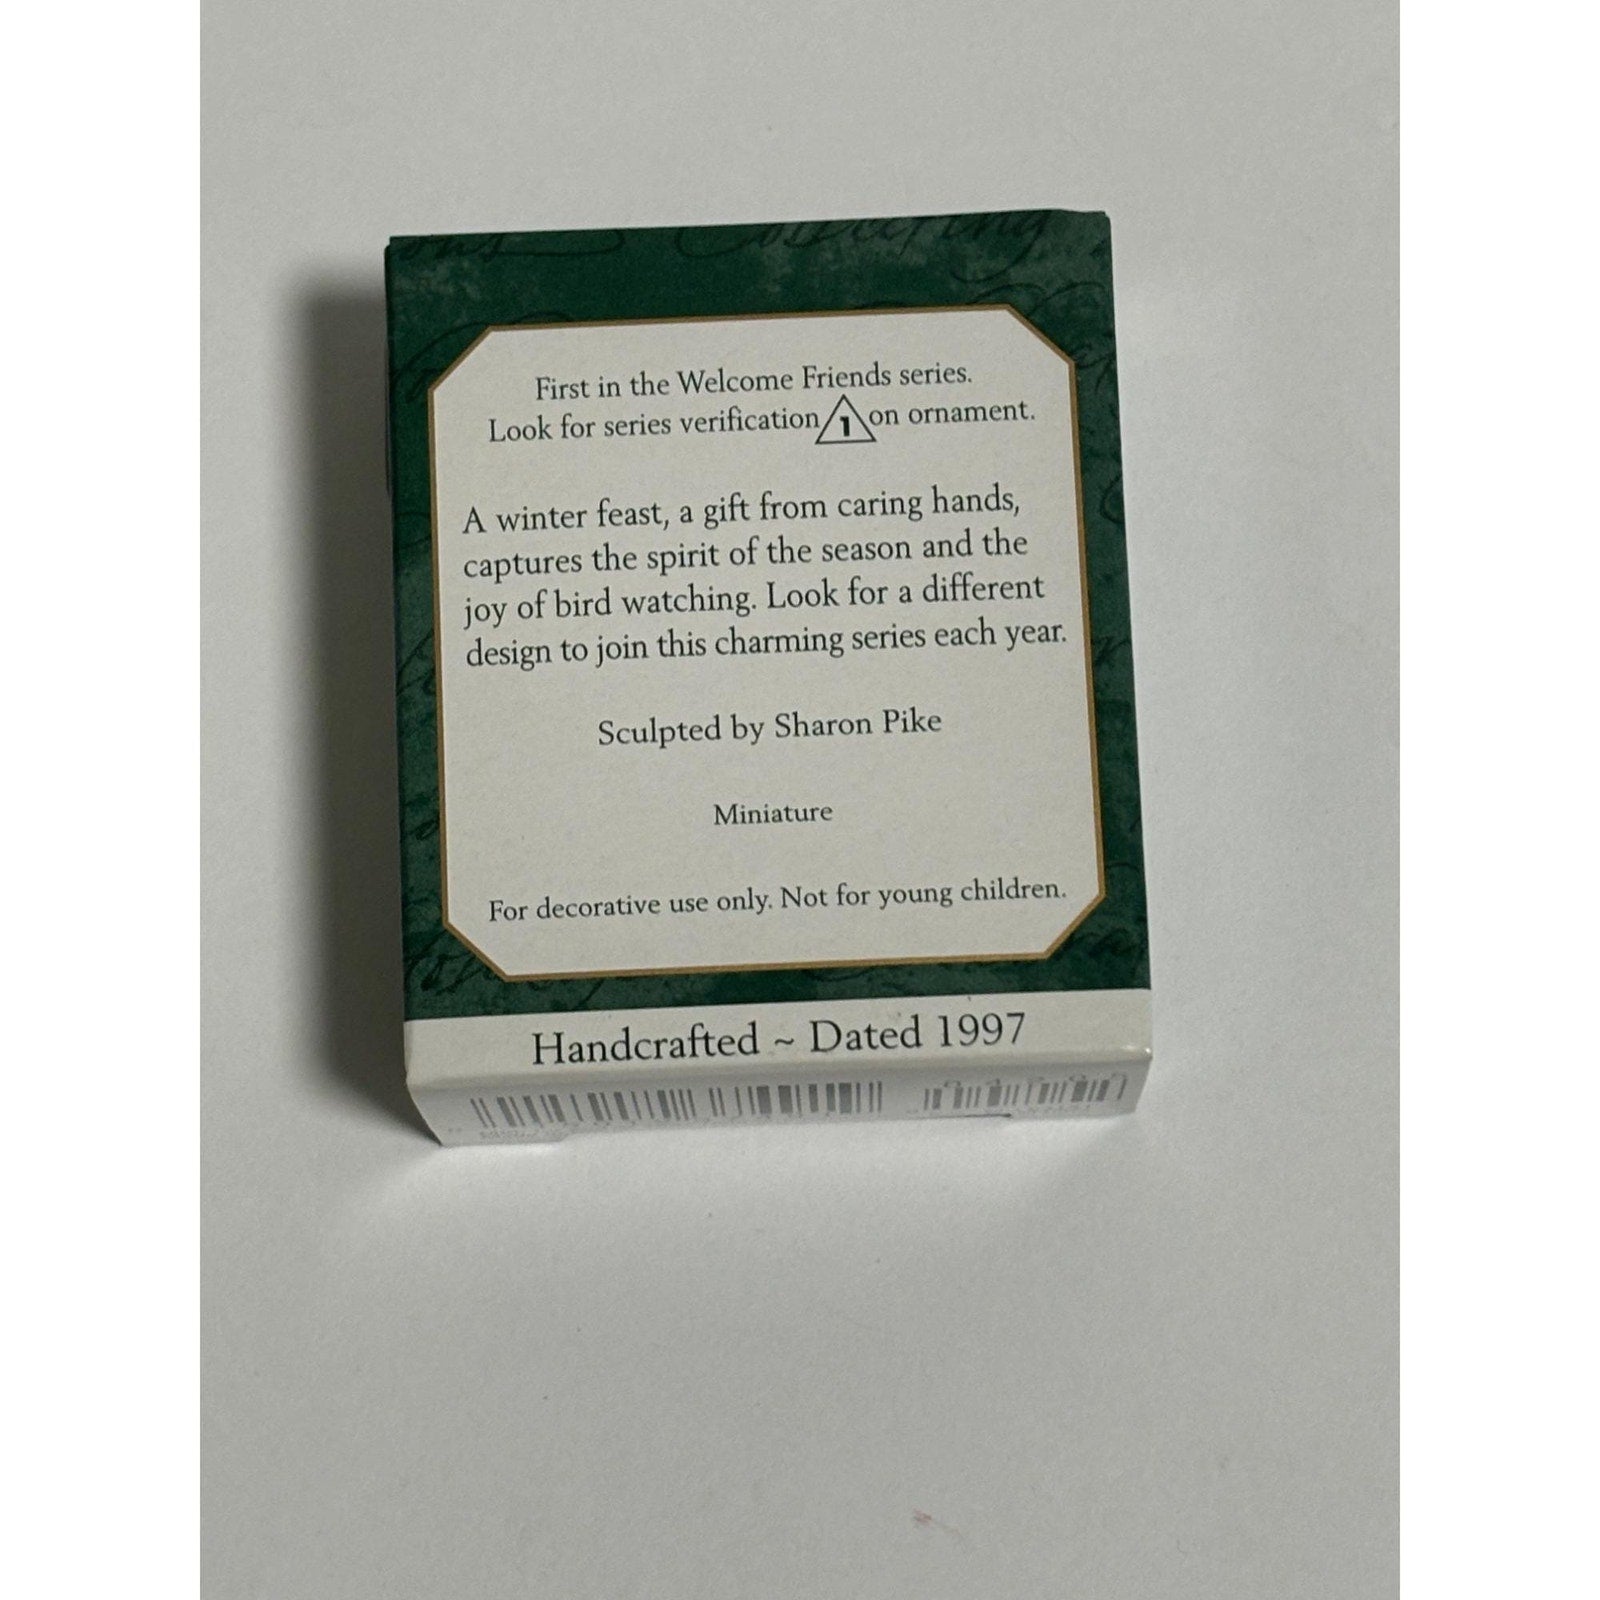 Collecting
First in the Welcome Friends series.
Look for series verification 1 on ornament.
A winter feast, a gift from caring hands,
captures the spirit of the season and the
joy of bird watching. Look for a different
design to join this charming series each year.
Sculpted by Sharon Pike
Miniature
For decorative use only. Not for young children.
Handcrafted ~ Dated 1997